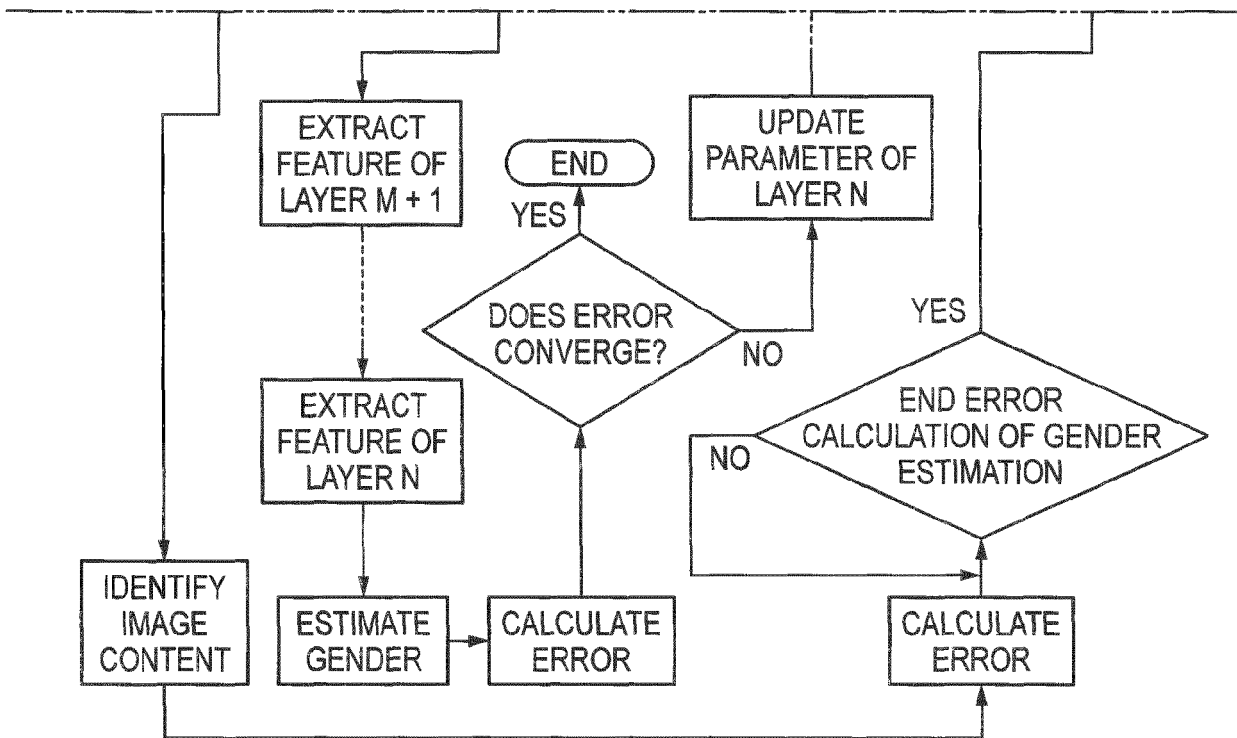 EXTRACT
FEATURE OF
LAYER M + 1
END
YES
UPDATE
PARAMETER OF
LAYER N
DOES ERROR
CONVERGE?
NO
YES
EXTRACT
FEATURE OF
LAYER N
END ERROR
CALCULATION OF GENDER
ESTIMATION
NO
IDENTIFY
IMAGE
CONTENT
ESTIMATE
GENDER
CALCULATE
ERROR
CALCULATE
ERROR